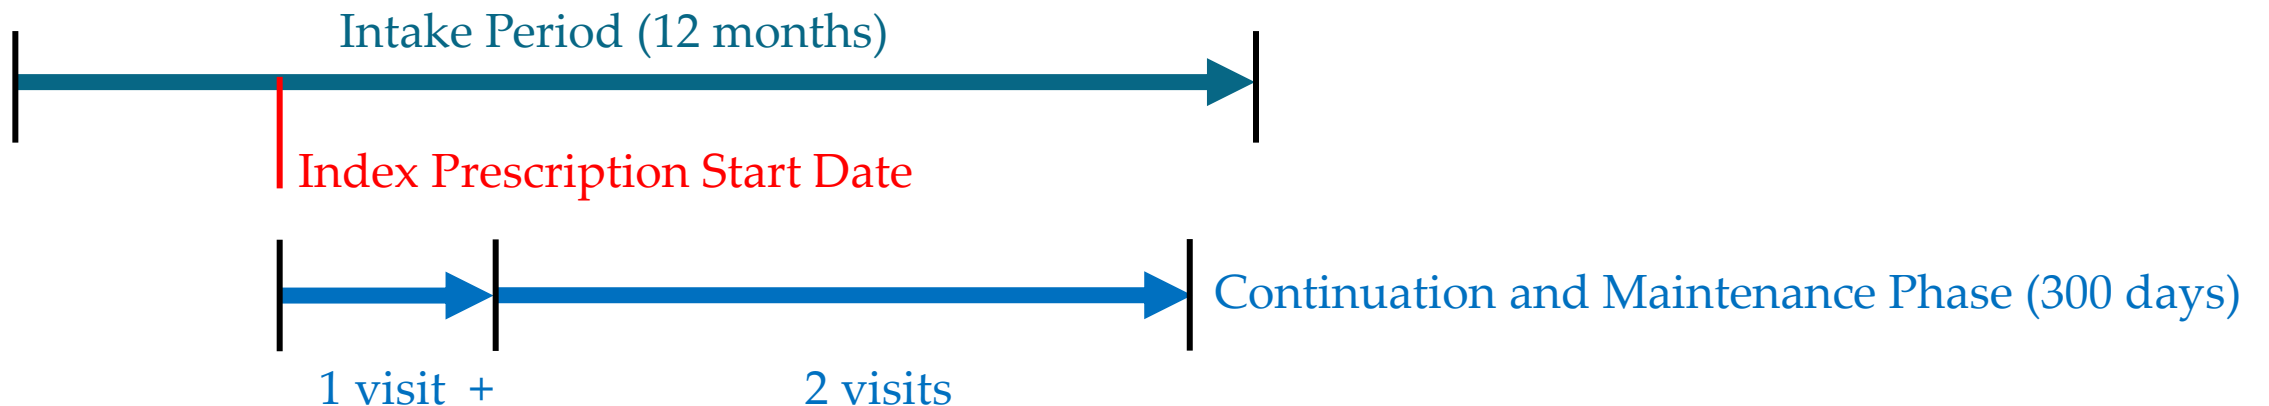 Intake Period (12 months)
Index Prescription Start Date
Continuation and Maintenance Phase (300 days)
1 visit + 2 visits